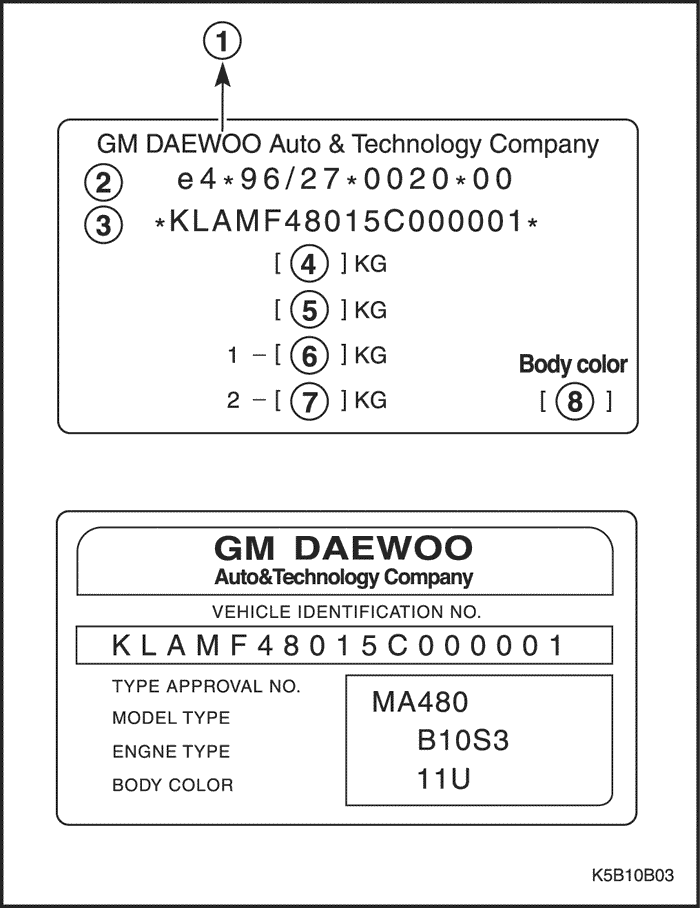 1
GM DAEWOO Auto & Technology Company
2 e4*96/27*0020*00
3 *KLAMF48015C000001*
[ 4 ] KG
[ 5 ] KG
1 – [ 6 ] KG
2 – [ 7 ] KG
Body color
[ 8 ]
GM DAEWOO
Auto&Technology Company
VEHICLE IDENTIFICATION NO.
KLAMF48015C000001
TYPE APPROVAL NO.
MODEL TYPE
ENGNE TYPE
BODY COLOR
MA480
B10S3
11U
K5B10B03